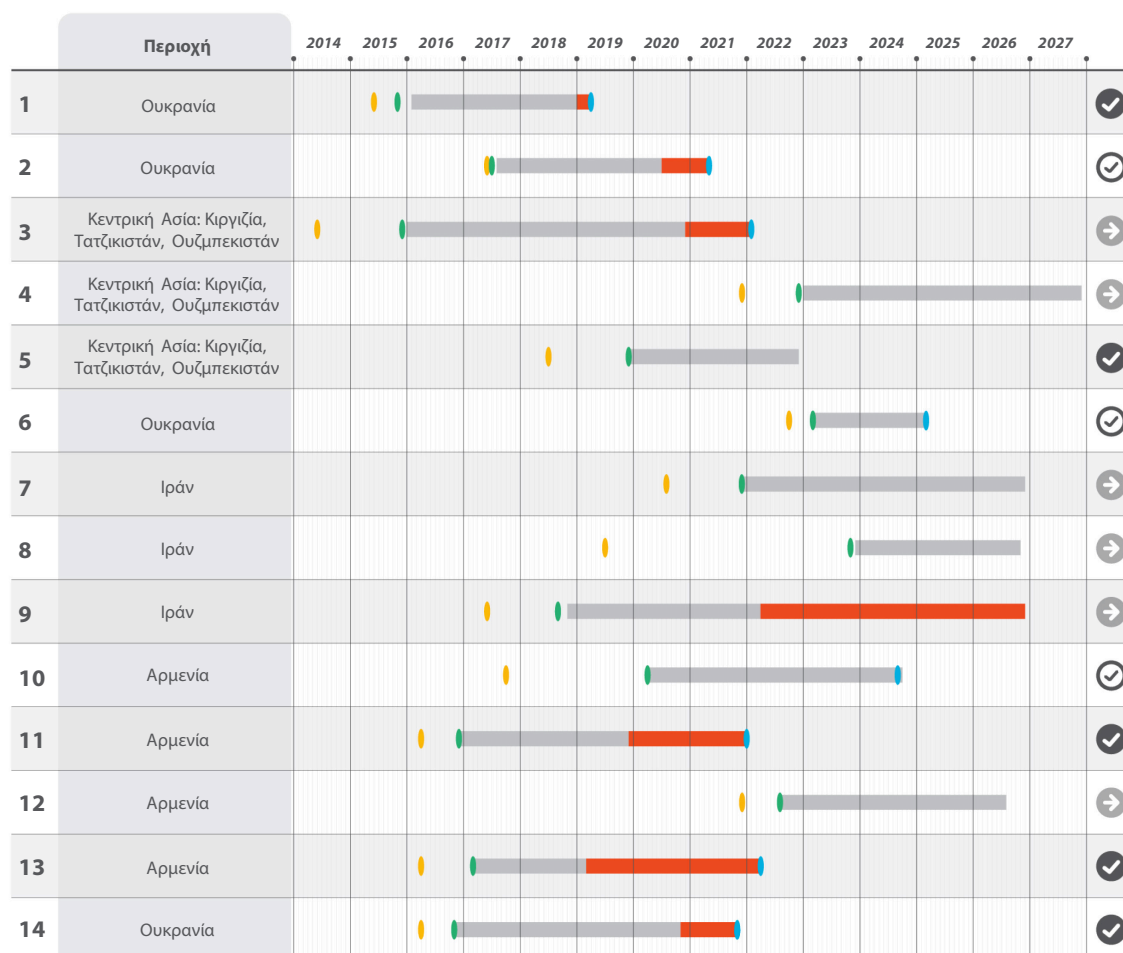 Περιοχή 2014 2015 2016 2017 2018 2019 2020 2021 2022 2023 2024 2025 2026 2027
1 Ουκρανία
2 Ουκρανία
Κεντρική Ασία: Κιργιζία,
3 Τατζικιστάν, Ουζμπεκιστάν
Κεντρική Ασία: Κιργιζία,
4 Τατζικιστάν, Ουζμπεκιστάν
Κεντρική Ασία: Κιργιζία,
5 Τατζικιστάν, Ουζμπεκιστάν
6 Ουκρανία
7 Ιράν
8 Ιράν
9 Ιράν
10 Αρμενία
11 Αρμενία
12 Αρμενία
13 Αρμενία
14 Ουκρανία